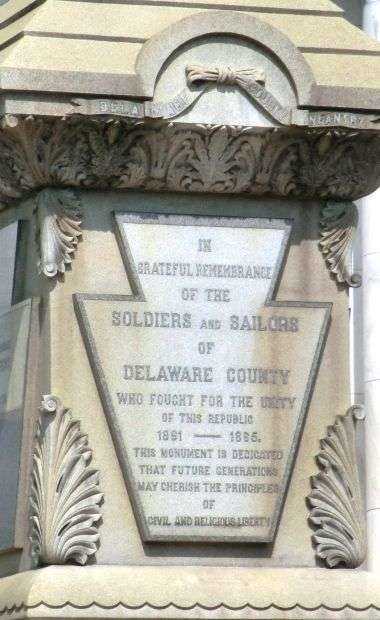 INFANTRY
IN
GRATEFUL REMEMBRANCE
OF THE
SOLDIERS AND SAILORS
OF
DELAWARE COUNTY
WHO FOUGHT FOR THE UNITY
OF THIS REPUBLIC
1861 — 1865.
THIS MONUMENT IS DEDICATED
THAT FUTURE GENERATIONS
MAY CHERISH THE PRINCIPLES
OF
CIVIL AND RELIGIOUS LIBERTY